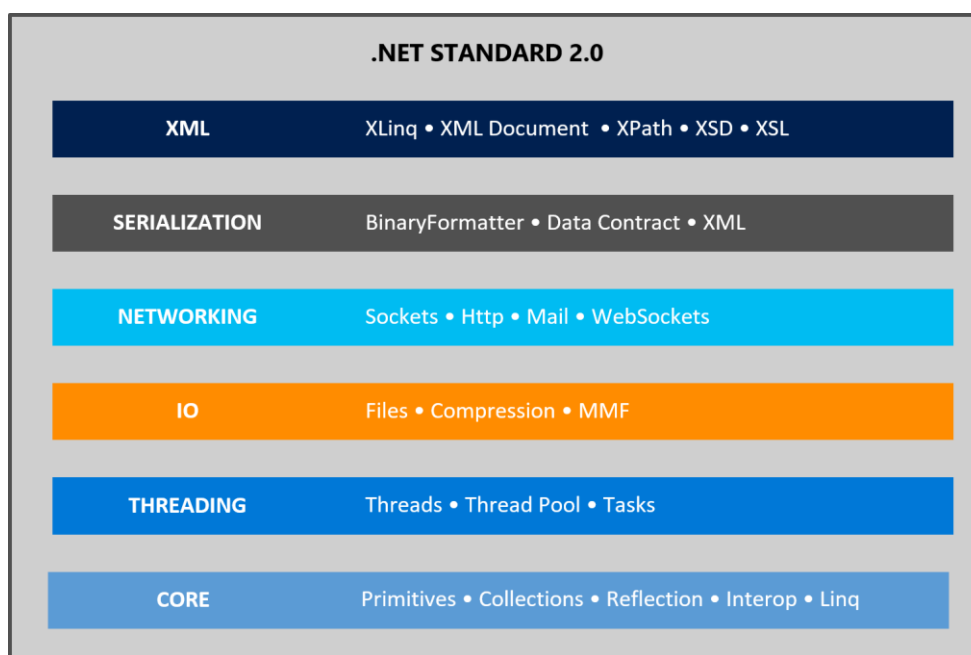 .NET STANDARD 2.0
XML XLinq • XML Document • XPath • XSD • XSL
SERIALIZATION BinaryFormatter • Data Contract • XML
NETWORKING Sockets • Http • Mail • WebSockets
IO Files • Compression • MMF
THREADING Threads • Thread Pool • Tasks
CORE Primitives • Collections • Reflection • Interop • Linq